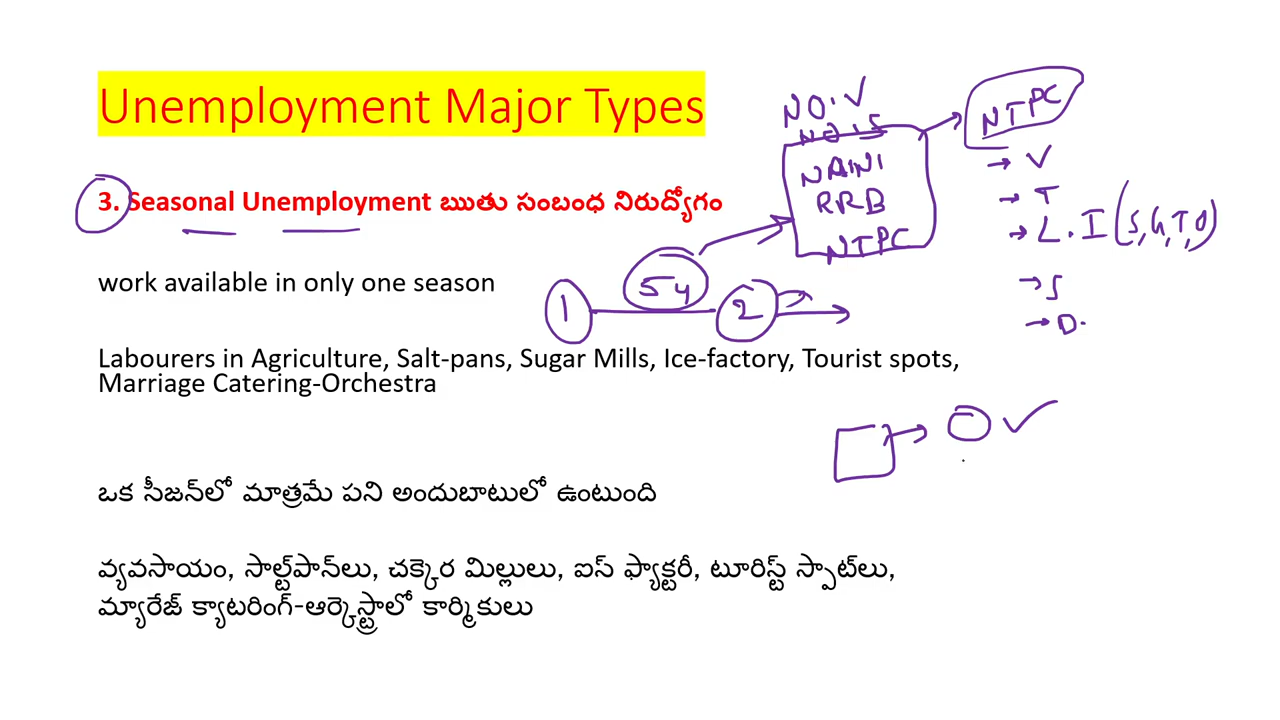 Unemployment Major Types
3. Seasonal Unemployment ఋతు సంబంధ నిరుద్యోగం
work available in only one season
Labourers in Agriculture, Salt-pans, Sugar Mills, Ice-factory, Tourist spots,
Marriage Catering-Orchestra
ఒక సీజన్‌లో మాత్రమే పని అందుబాటులో ఉంటుంది
వ్యవసాయం, సాల్ట్‌పాన్‌లు, చక్కెర మిల్లులు, ఐస్ ఫ్యాక్టరీ, టూరిస్ట్ స్పాట్‌లు,
మ్యారేజ్ క్యాటరింగ్-ఆర్కెస్ట్రాలో కార్మికులు
NO. V
RRB
NTPC
NTPC
→ V
→ T
→ L. I (S, G, T, O)
→ S
→ D.
1
54
2